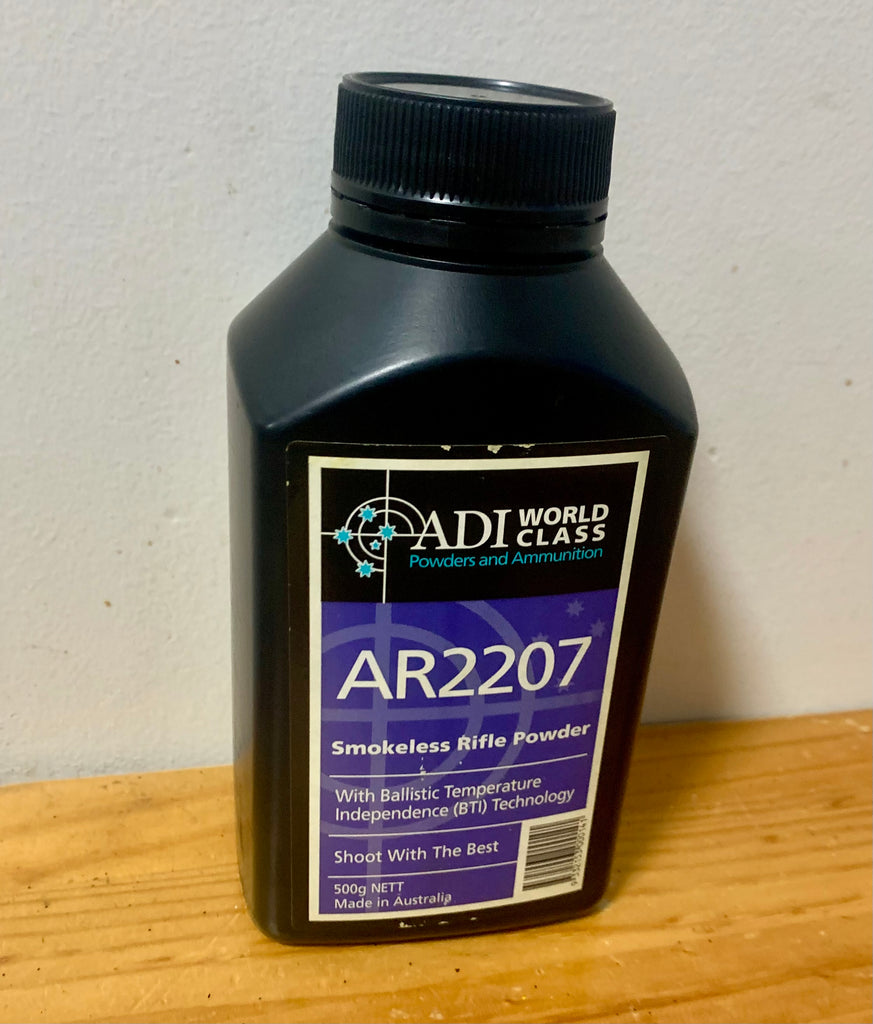 ADI WORLD CLASS
Powders and Ammunition
AR2207
Smokeless Rifle Powder
With Ballistic Temperature
Independence (BTI) Technology
Shoot With The Best
500g NETT
Made in Australia